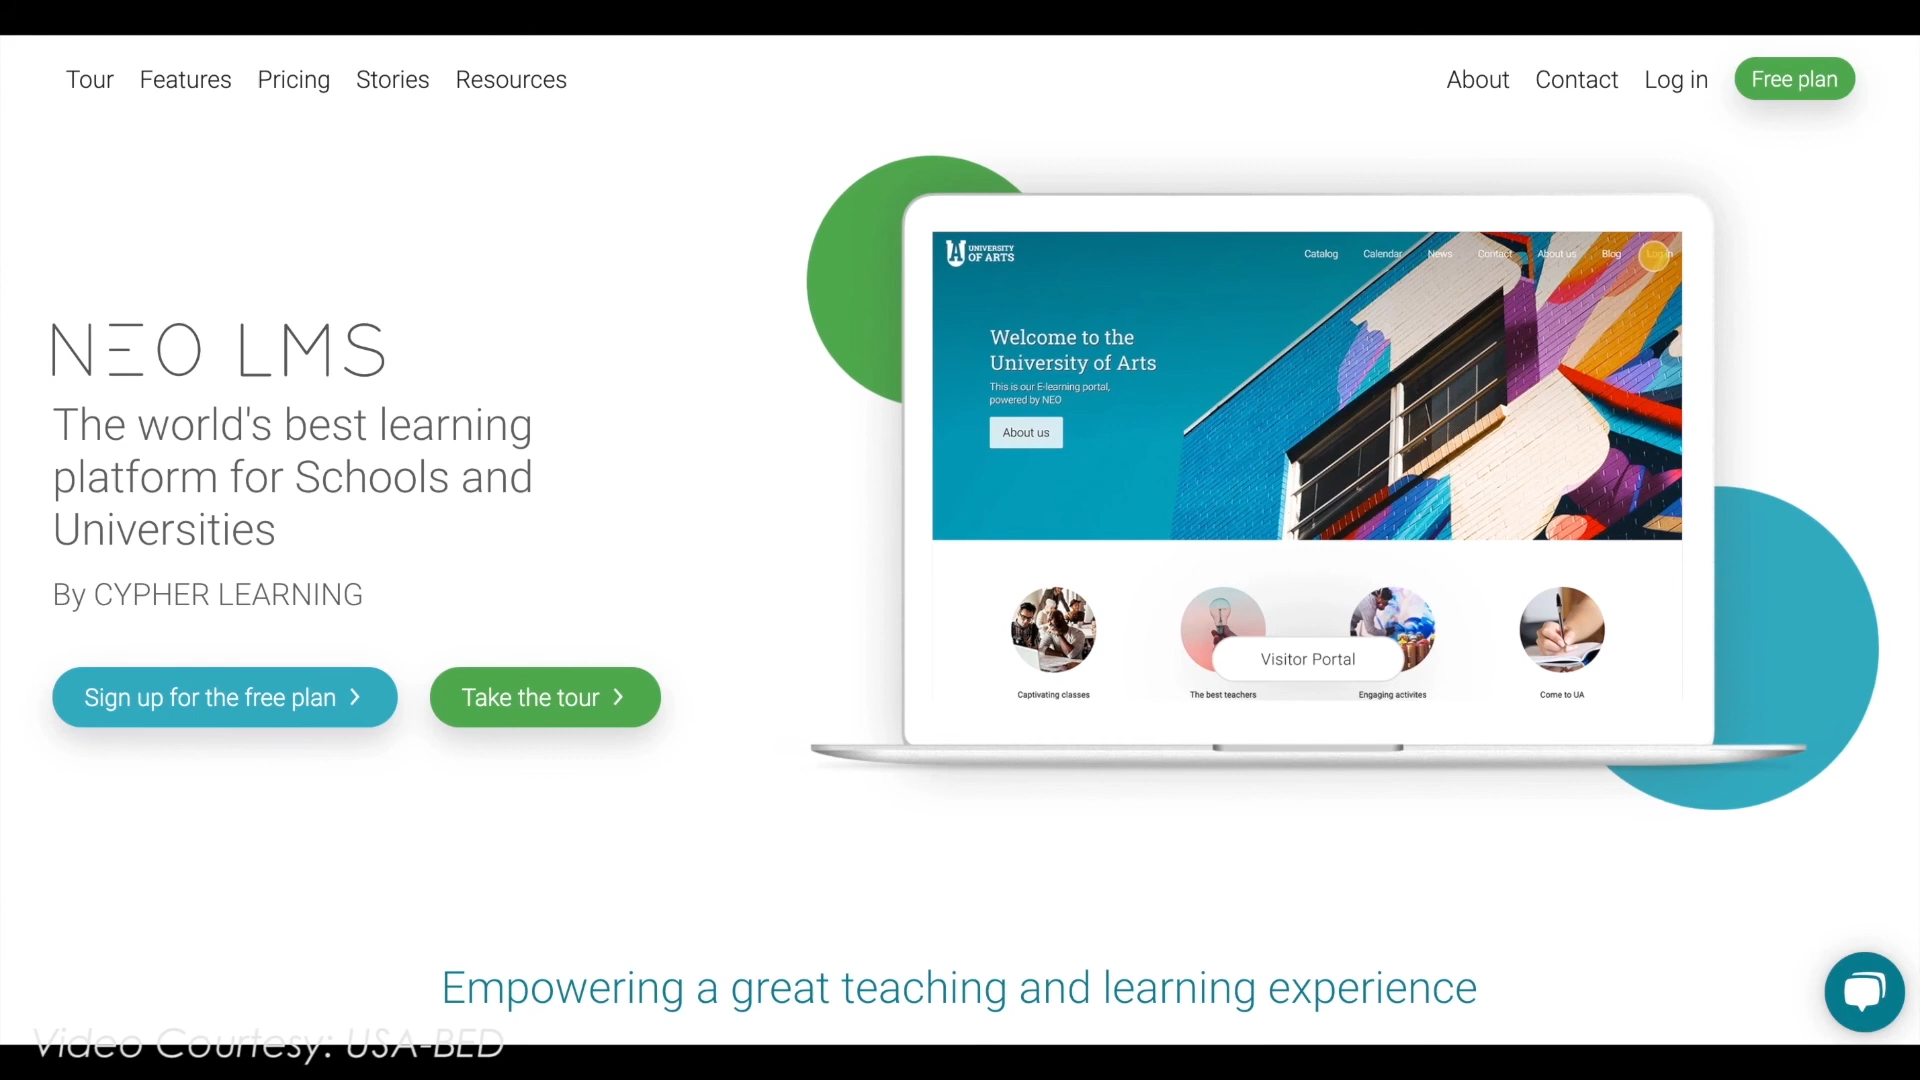 Tour Features Pricing Stories Resources About Contact Log in Free plan
UNIVERSITY
OF ARTS
Catalog Calendar News Contact About us Blog Log in
Welcome to the
University of Arts
This is our E-learning portal,
powered by NEO
About us
NEO LMS
The world's best learning
platform for Schools and
Universities
By CYPHER LEARNING
Sign up for the free plan
Take the tour
Visitor Portal
Captivating classes The best teachers Engaging activites Come to UA
Empowering a great teaching and learning experience
Video Courtesy: USA-BED